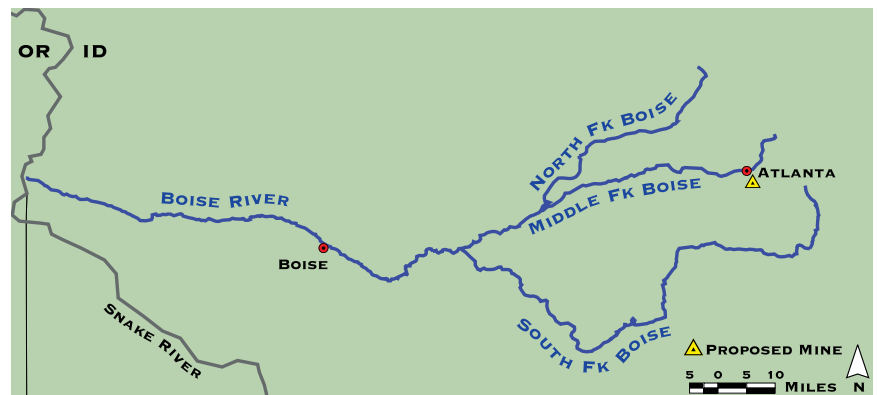 OR ID
NORTH FK BOISE
ATLANTA
BOISE RIVER
MIDDLE FK BOISE
BOISE
SNAKE RIVER
SOUTH FK BOISE
PROPOSED MINE
5 0 5 10
MILES N